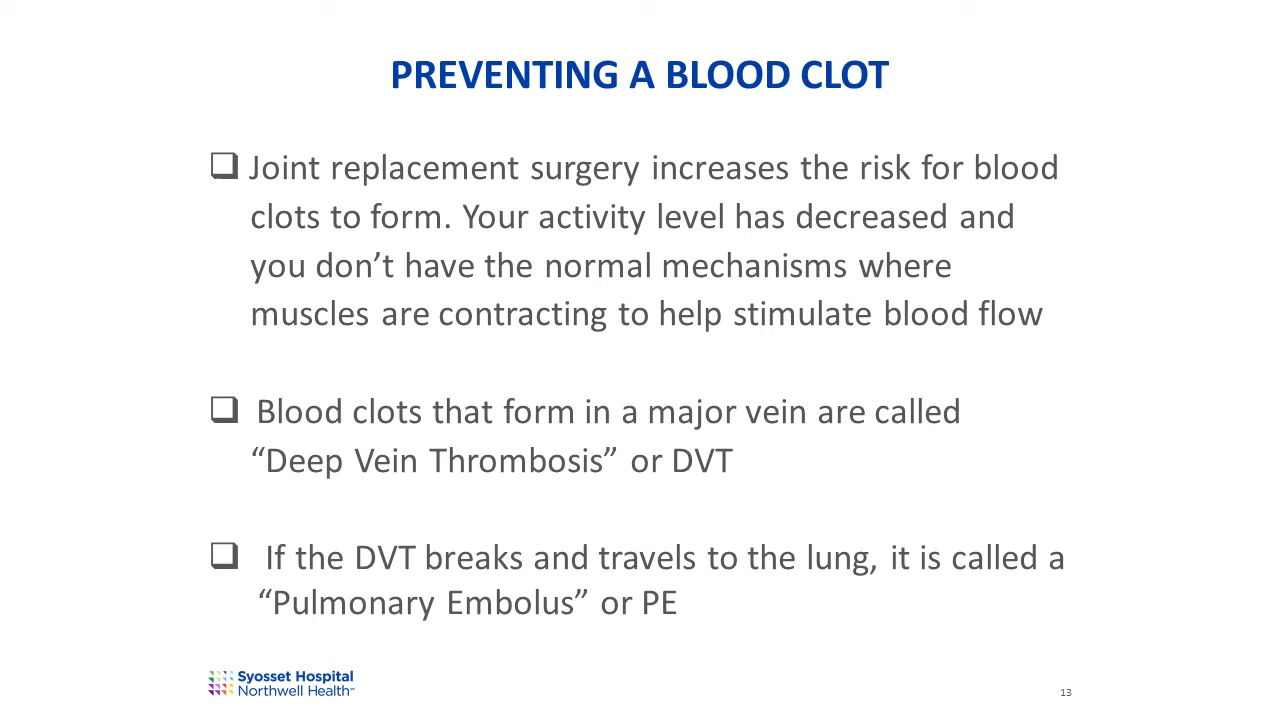 PREVENTING A BLOOD CLOT
❑ Joint replacement surgery increases the risk for blood
clots to form. Your activity level has decreased and
you don’t have the normal mechanisms where
muscles are contracting to help stimulate blood flow
❑ Blood clots that form in a major vein are called
“Deep Vein Thrombosis” or DVT
❑ If the DVT breaks and travels to the lung, it is called a
“Pulmonary Embolus” or PE
Syosset Hospital
Northwell Health℠
13